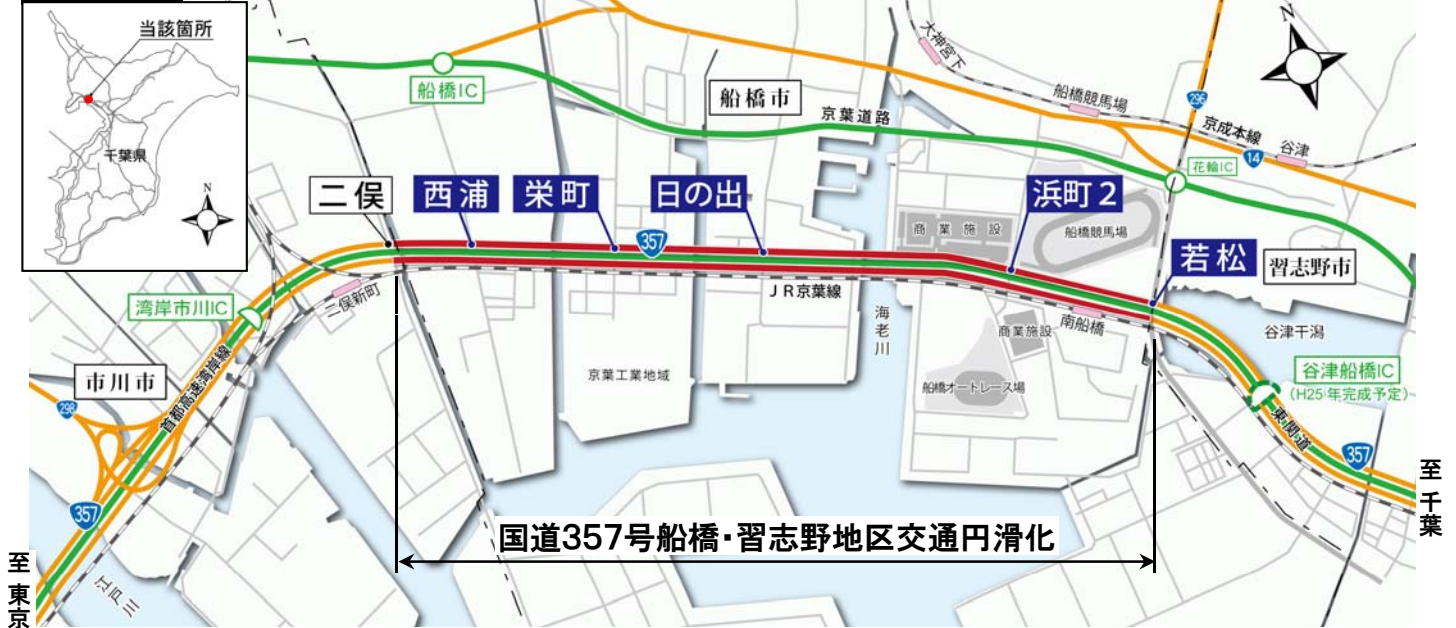 当該箇所
千葉県
N
船橋IC
船橋市
京葉道路
大神宮下
船橋競馬場
296
京成本線
谷津
14
花輪IC
N
二俣
西浦
栄町
日の出
浜町2
若松
357
商業施設
船橋競馬場
習志野市
湾岸市川IC
二俣新町
JR京葉線
海老川
南船橋
商業施設
谷津干潟
市川市
298
首都高速湾岸線
京葉工業地域
船橋オートレース場
谷津船橋IC
(H25年完成予定)
東関道
357
357
至千葉
国道357号船橋・習志野地区交通円滑化
江戸川
至東京